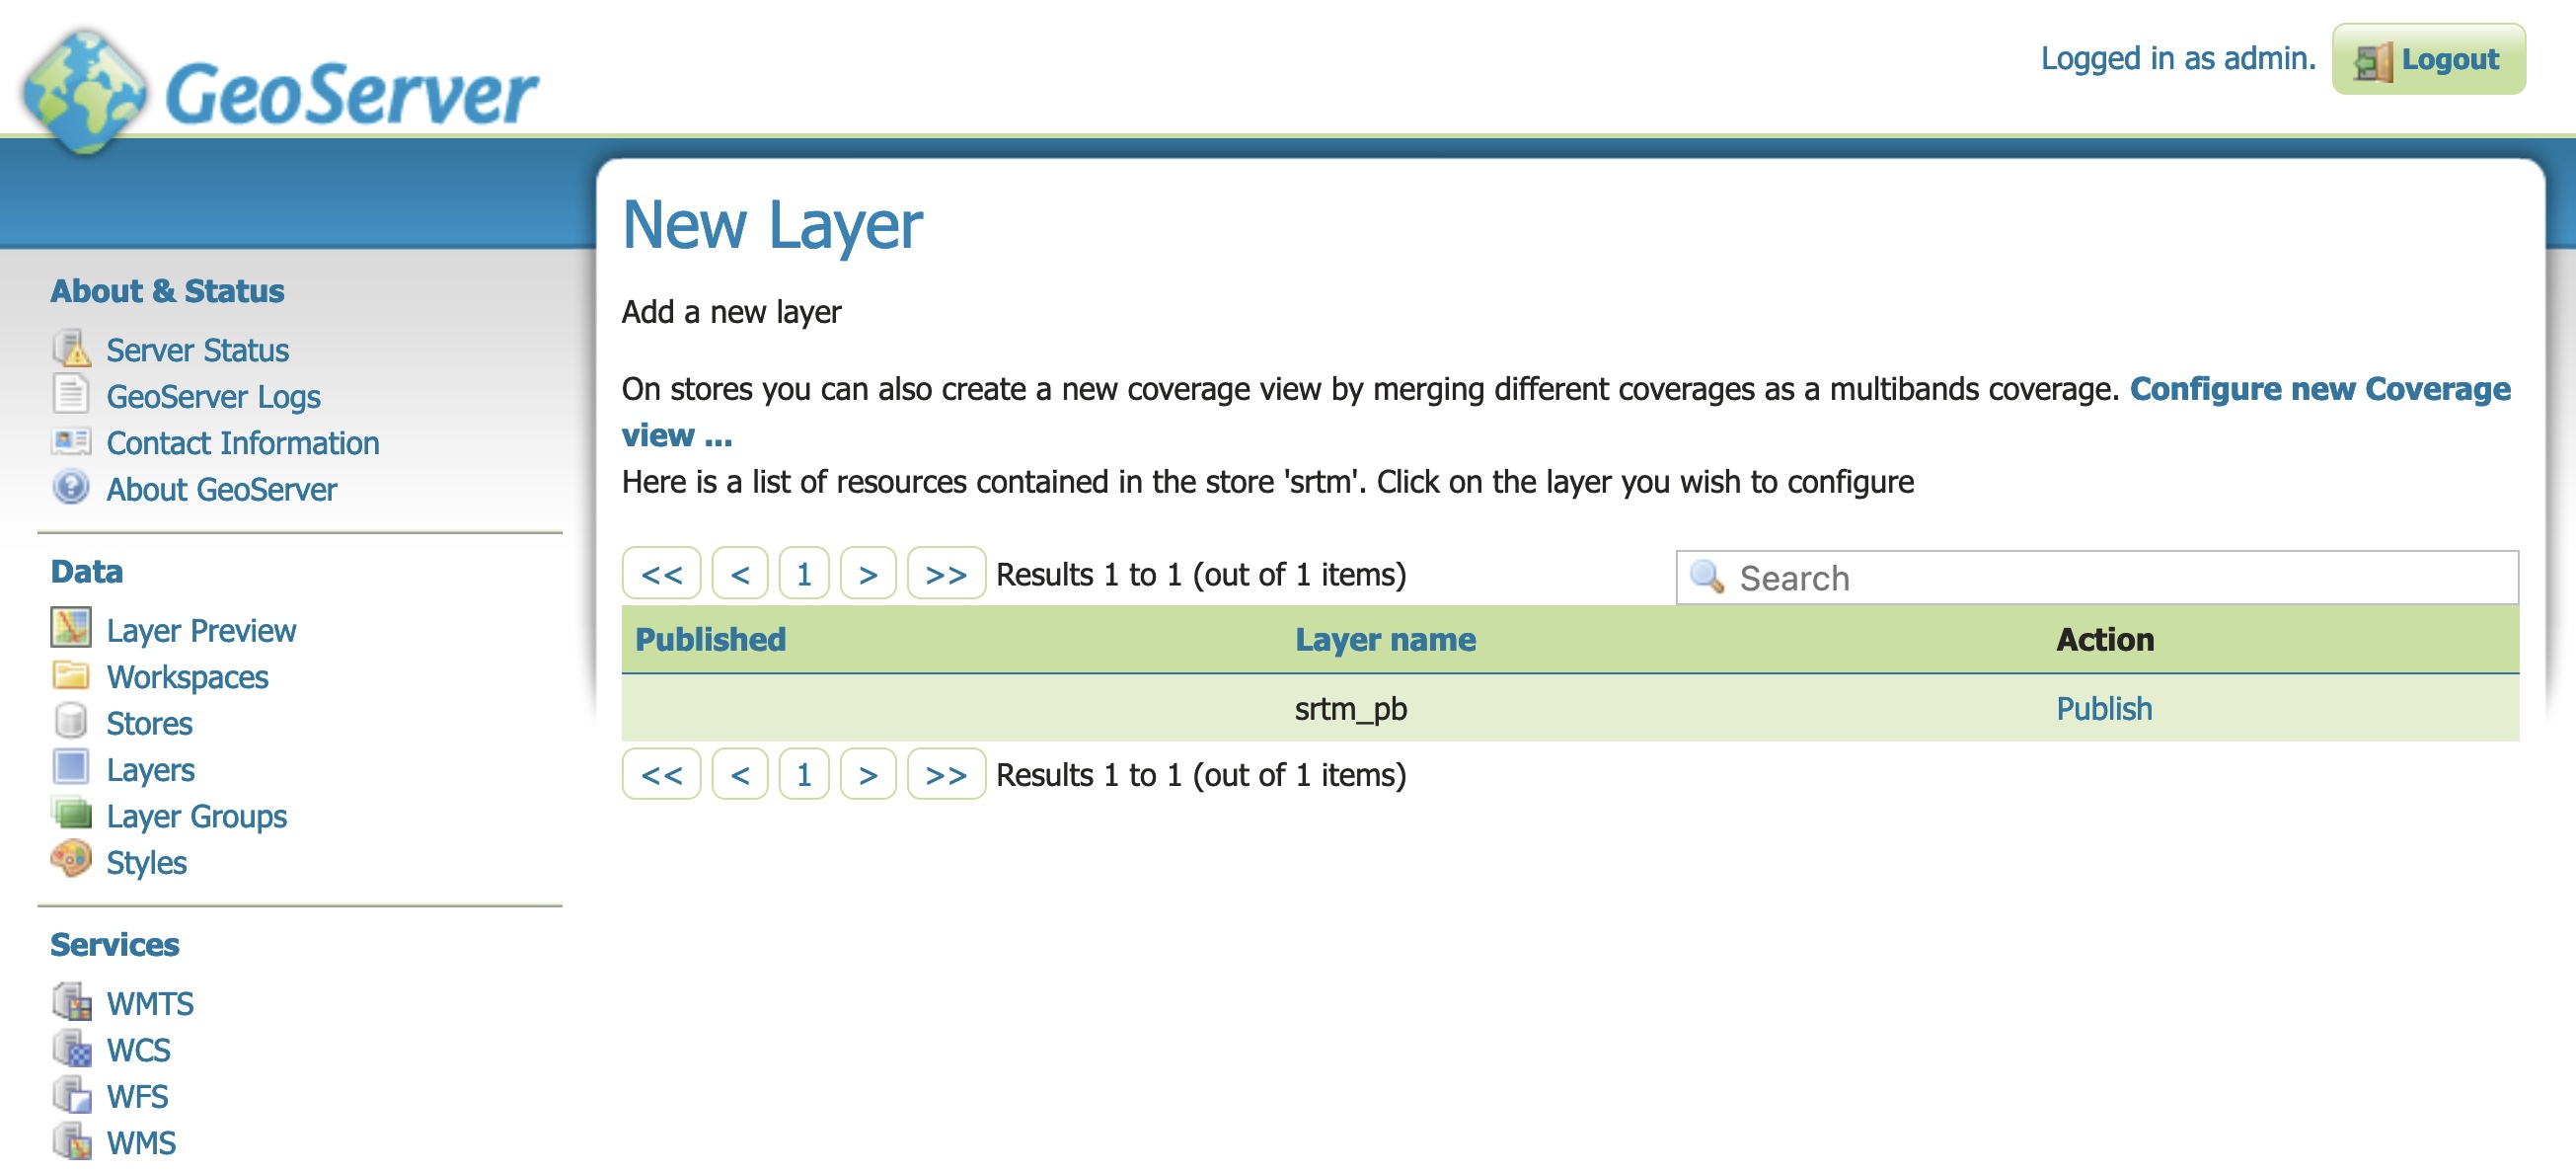 GeoServer
Logged in as admin.
Logout
About & Status
Server Status
GeoServer Logs
Contact Information
About GeoServer
Data
Layer Preview
Workspaces
Stores
Layers
Layer Groups
Styles
Services
WMTS
WCS
WFS
WMS
New Layer
Add a new layer
On stores you can also create a new coverage view by merging different coverages as a multibands coverage. Configure new Coverage
view ...
Here is a list of resources contained in the store 'srtm'. Click on the layer you wish to configure
<< < 1 > >> Results 1 to 1 (out of 1 items)
Search
Published Layer name Action
srtm_pb Publish
<< < 1 > >> Results 1 to 1 (out of 1 items)